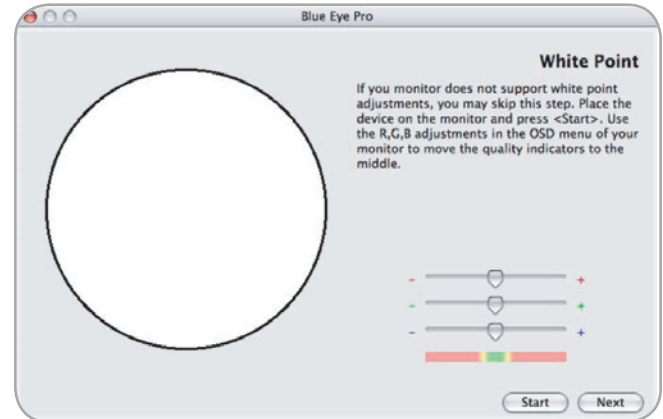 Blue Eye Pro
White Point
If you monitor does not support white point
adjustments, you may skip this step. Place the
device on the monitor and press <Start>. Use
the R,G,B adjustments in the OSD menu of your
monitor to move the quality indicators to the
middle.
- +
- +
- +
Start Next